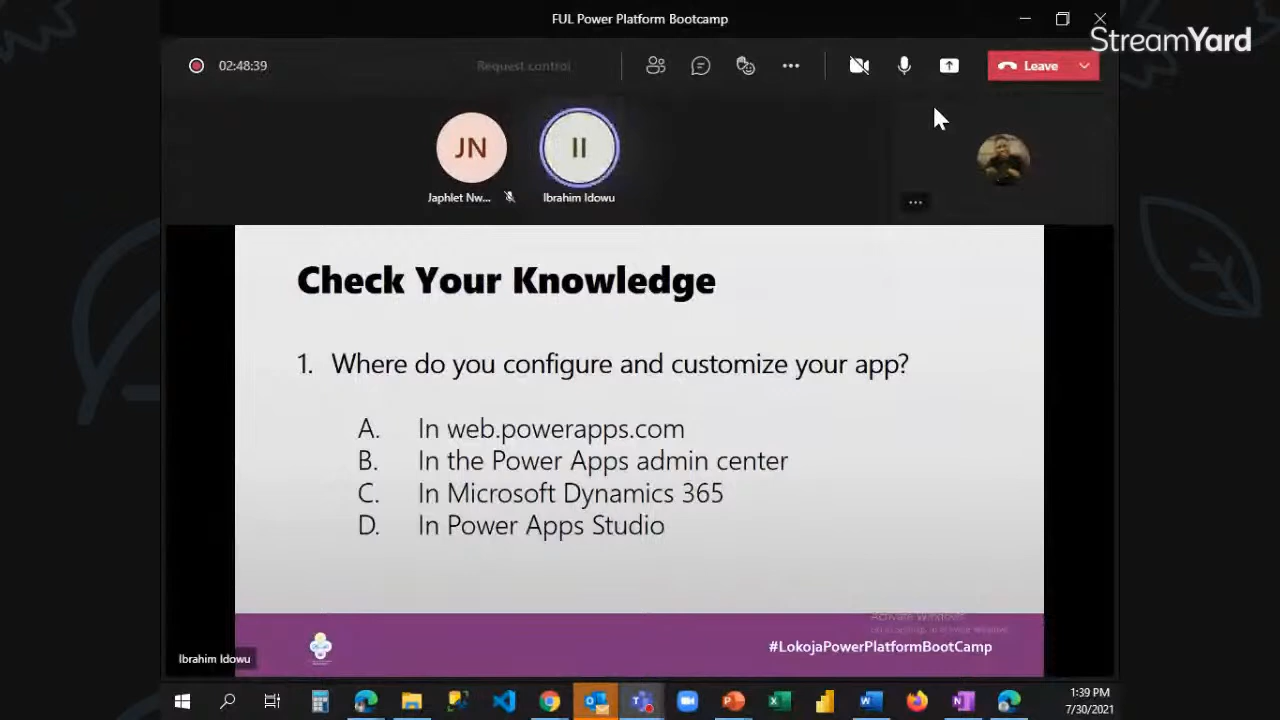 FUL Power Platform Bootcamp
StreamYard
02:48:39
Request control
Leave
JN
II
Japhlet Nw...
Ibrahim Idowu
Check Your Knowledge
1. Where do you configure and customize your app?
A. In web.powerapps.com
B. In the Power Apps admin center
C. In Microsoft Dynamics 365
D. In Power Apps Studio
Activate Windows
#LokojaPowerPlatformBootCamp
Ibrahim Idowu
1:39 PM
7/30/2021